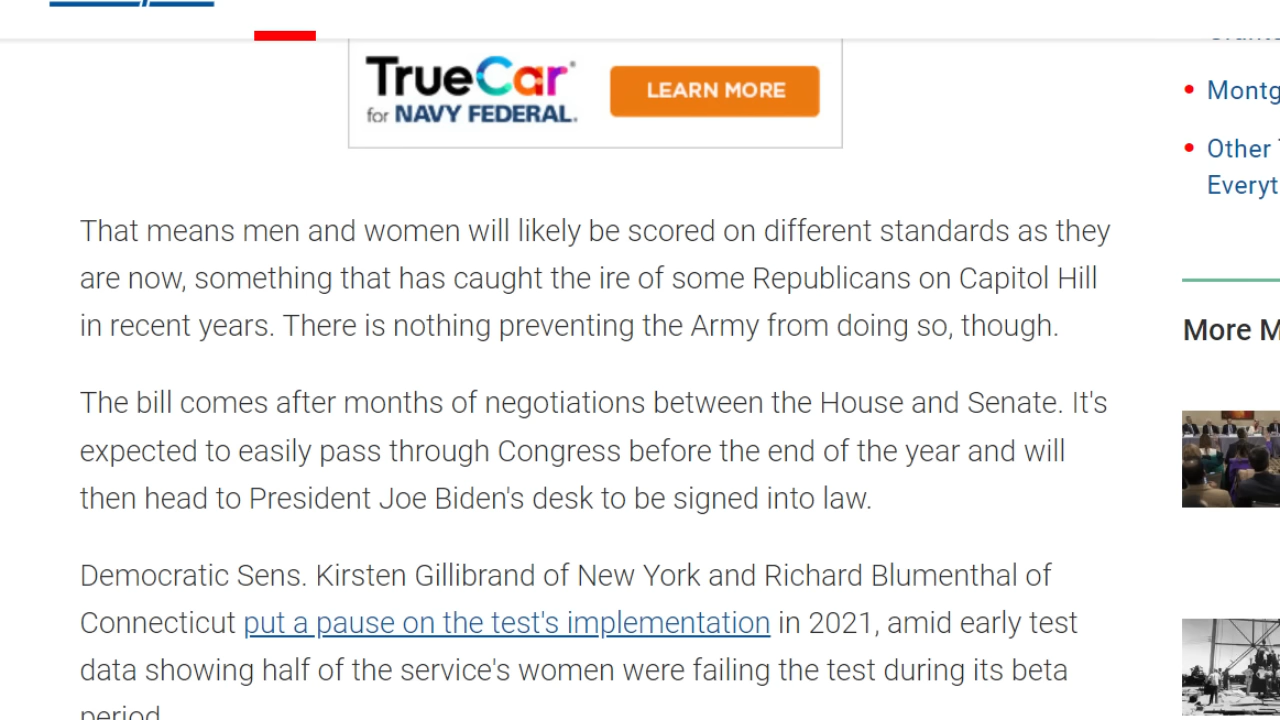 TrueCar
for NAVY FEDERAL.
LEARN MORE
That means men and women will likely be scored on different standards as they
are now, something that has caught the ire of some Republicans on Capitol Hill
in recent years. There is nothing preventing the Army from doing so, though.
The bill comes after months of negotiations between the House and Senate. It's
expected to easily pass through Congress before the end of the year and will
then head to President Joe Biden's desk to be signed into law.
Democratic Sens. Kirsten Gillibrand of New York and Richard Blumenthal of
Connecticut put a pause on the test's implementation in 2021, amid early test
data showing half of the service's women were failing the test during its beta
period.
Montg
Other
Everyt
More M